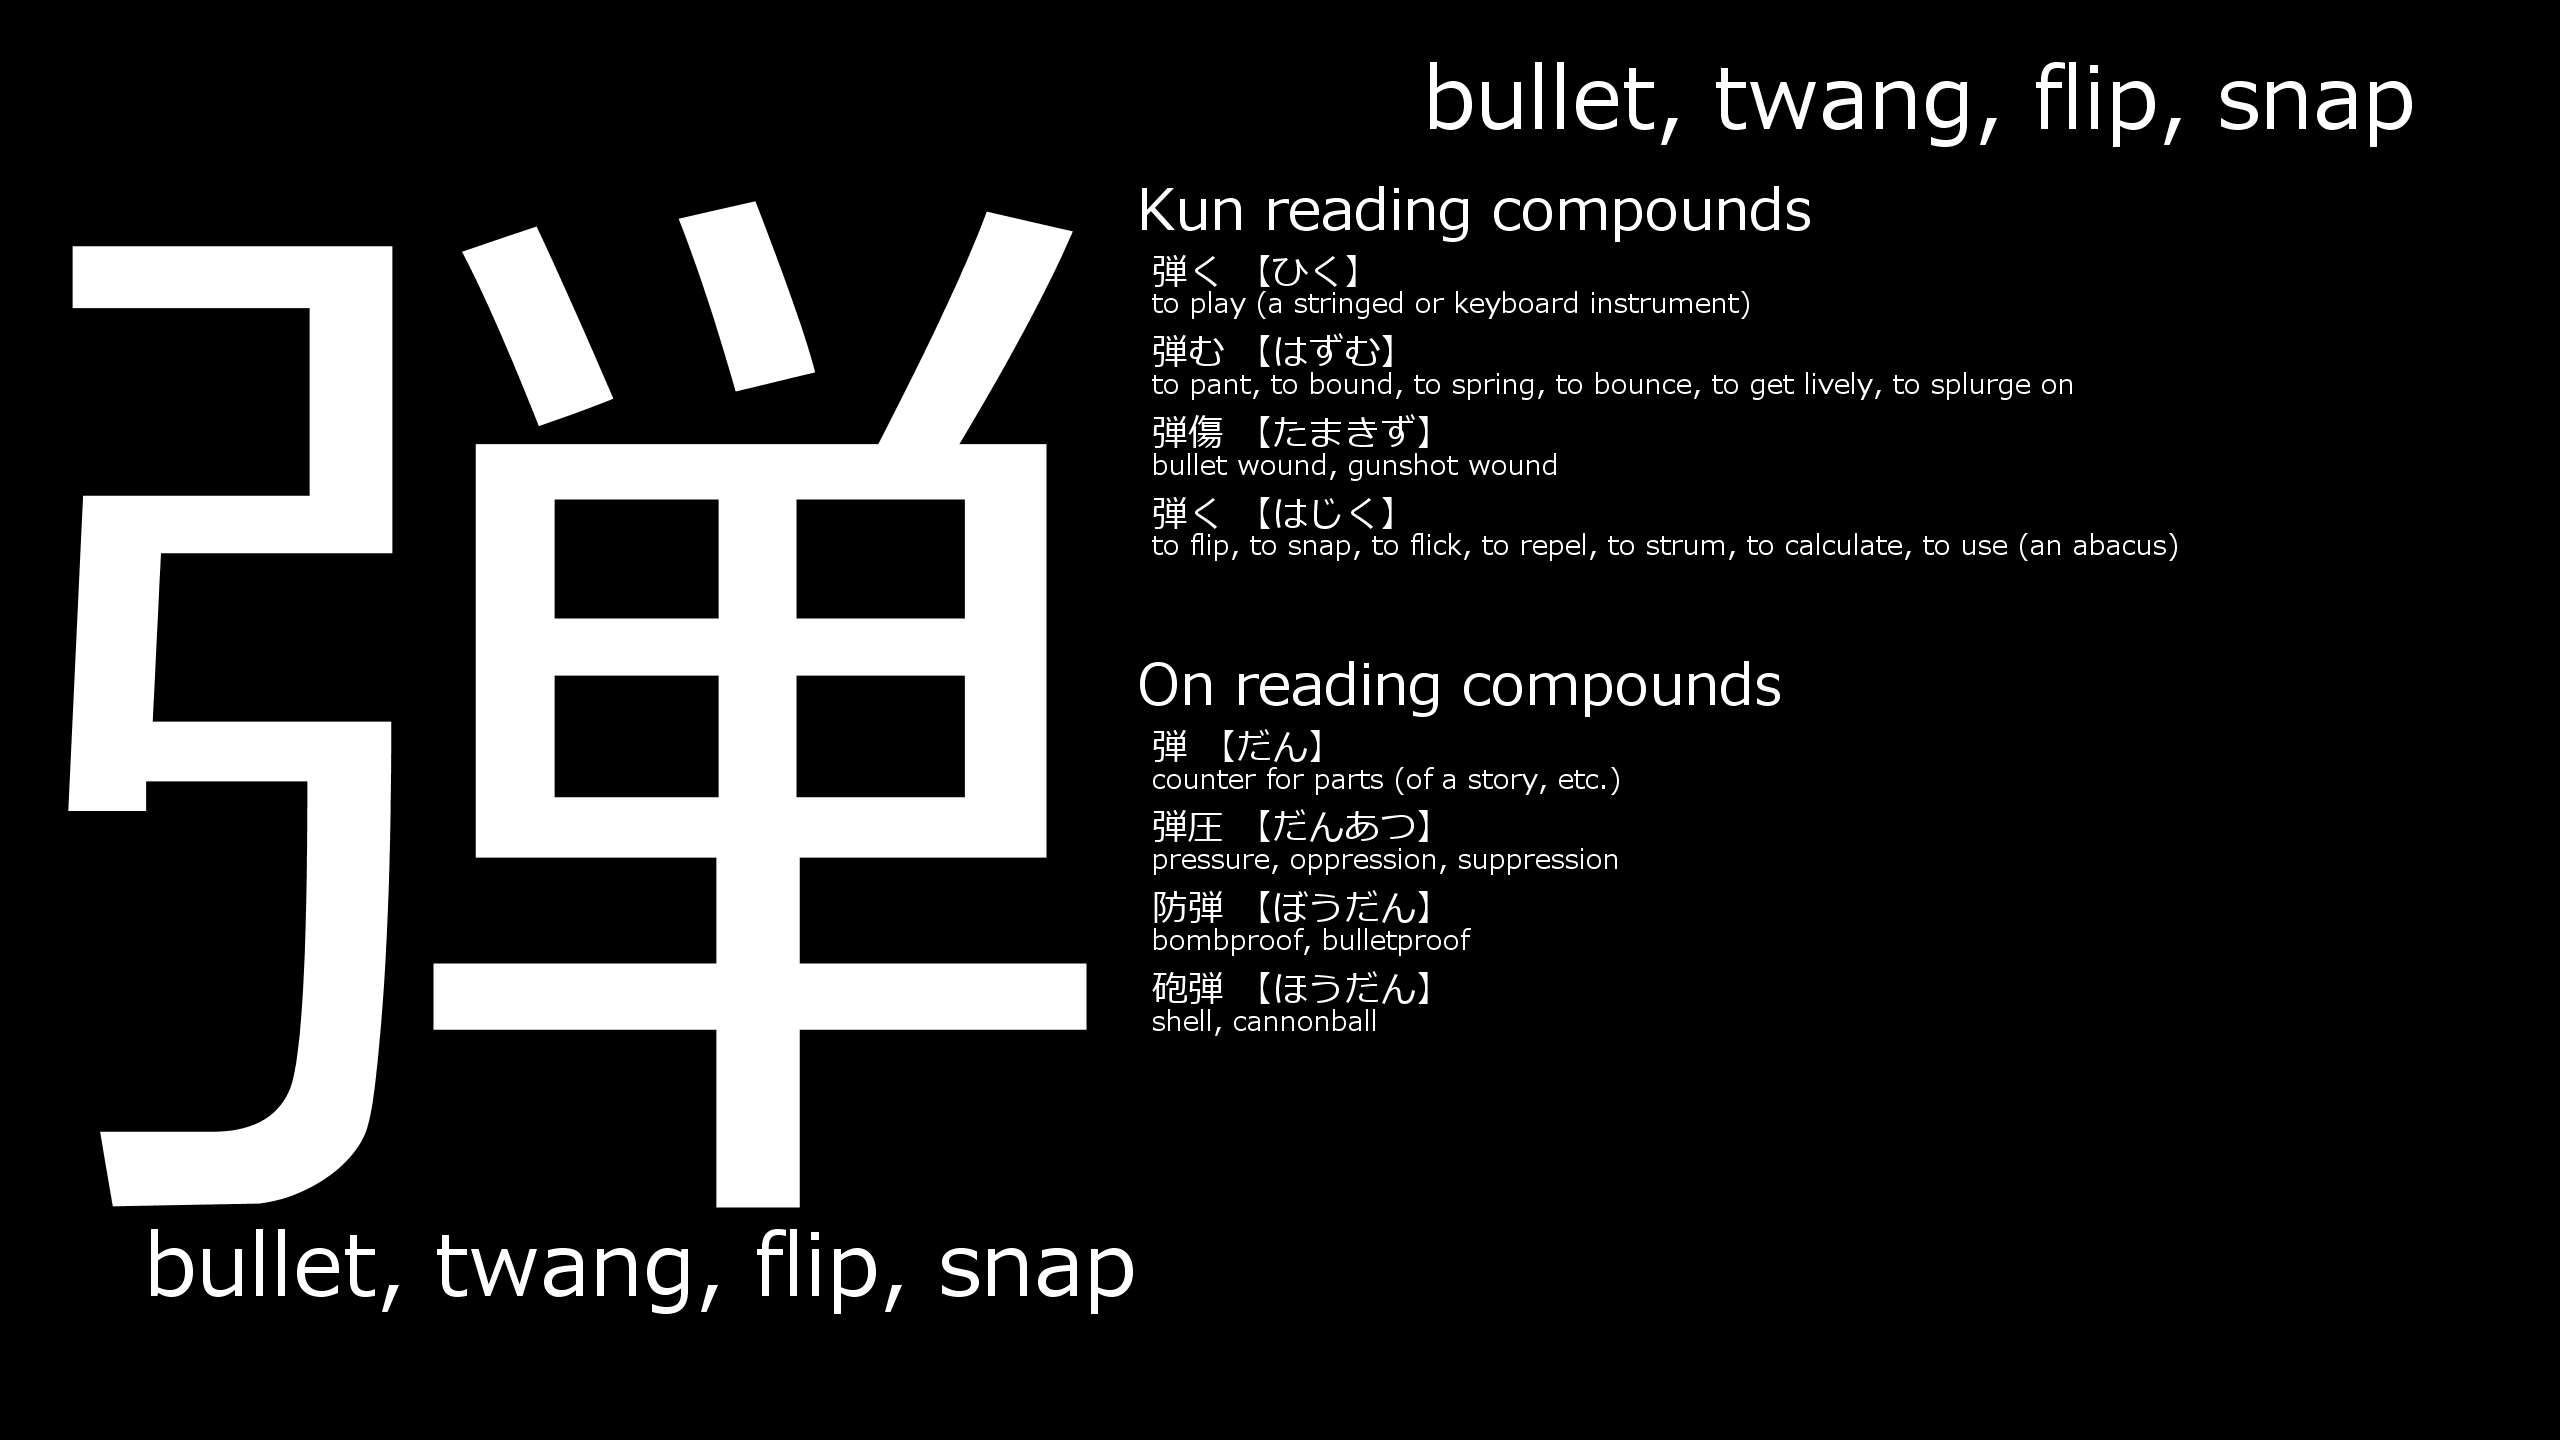 bullet, twang, flip, snap
弾
Kun reading compounds
弾く 【ひく】
to play (a stringed or keyboard instrument)
弾む 【はずむ】
to pant, to bound, to spring, to bounce, to get lively, to splurge on
弾傷 【たまきず】
bullet wound, gunshot wound
弾く 【はじく】
to flip, to snap, to flick, to repel, to strum, to calculate, to use (an abacus)
On reading compounds
弾 【だん】
counter for parts (of a story, etc.)
弾圧 【だんあつ】
pressure, oppression, suppression
防弾 【ぼうだん】
bombproof, bulletproof
砲弾 【ほうだん】
shell, cannonball
bullet, twang, flip, snap